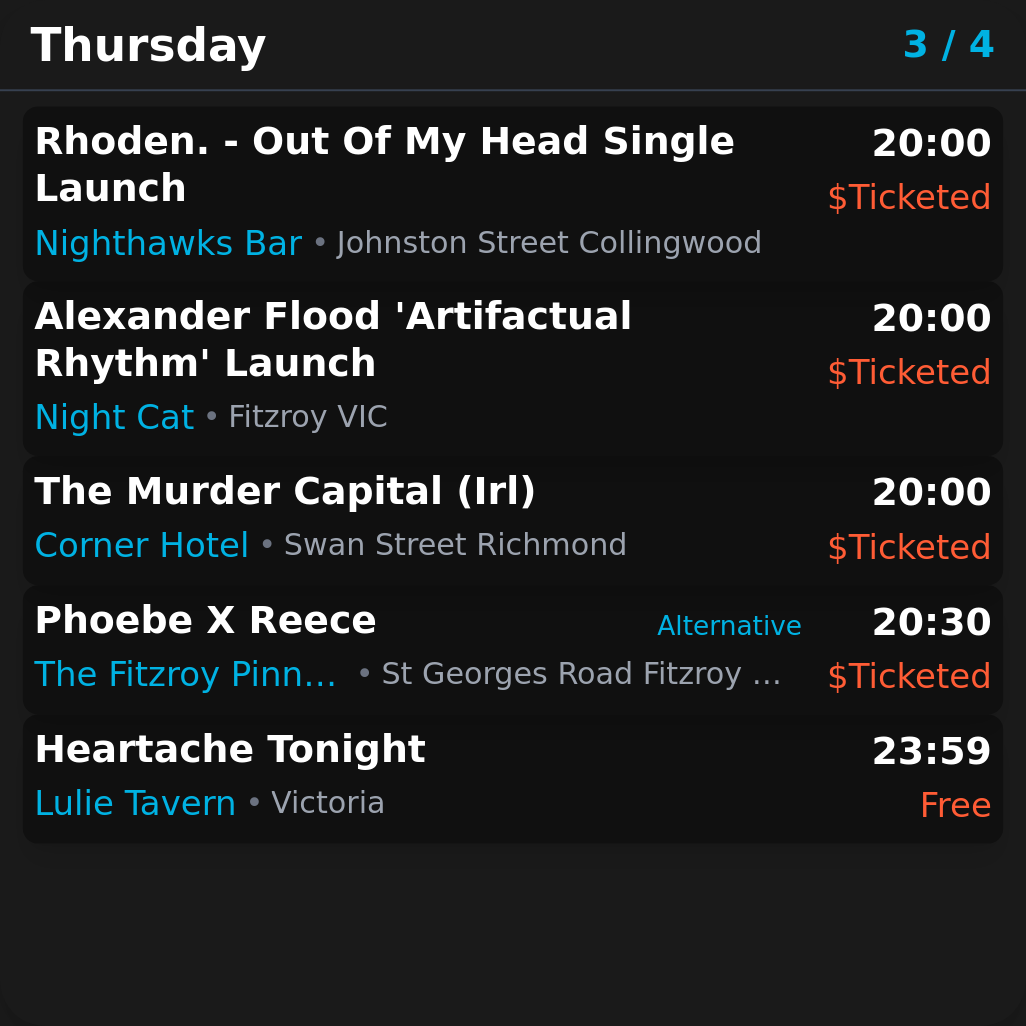 Thursday
3 / 4
Rhoden. - Out Of My Head Single
Launch
20:00
$Ticketed
Nighthawks Bar • Johnston Street Collingwood
Alexander Flood 'Artifactual
Rhythm' Launch
20:00
$Ticketed
Night Cat • Fitzroy VIC
The Murder Capital (Irl)
20:00
Corner Hotel • Swan Street Richmond
$Ticketed
Phoebe X Reece
Alternative
20:30
The Fitzroy Pinn... • St Georges Road Fitzroy ...
$Ticketed
Heartache Tonight
23:59
Lulie Tavern • Victoria
Free